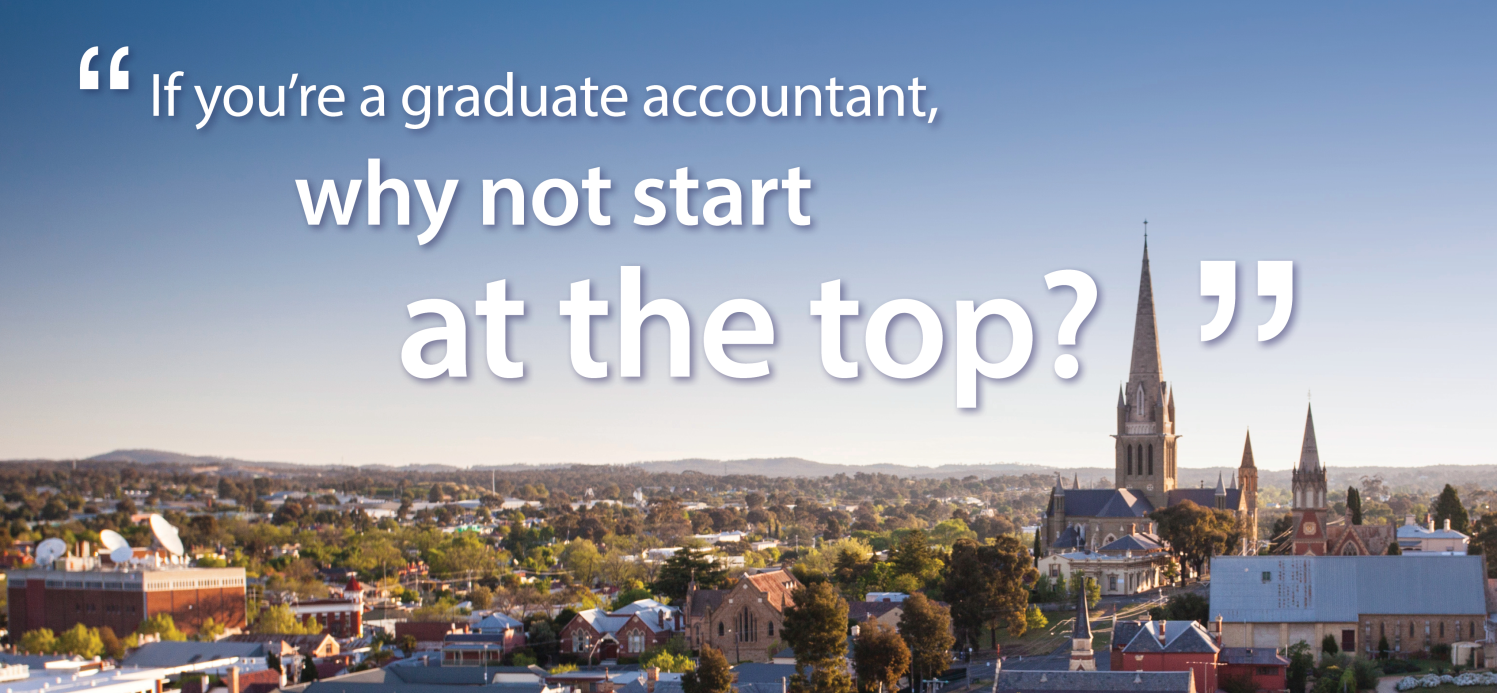 “ If you’re a graduate accountant,
why not start
at the top? ”